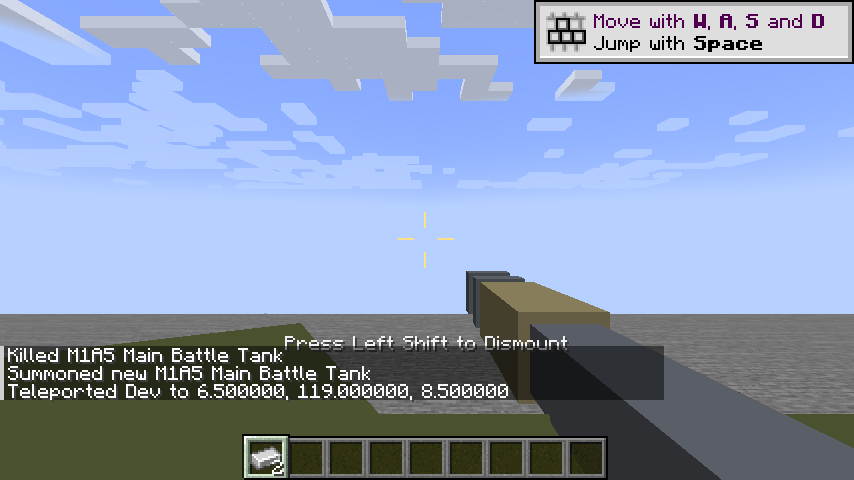 Move with W, A, S and D
Jump with Space
Press Left Shift to Dismount
Killed M1A5 Main Battle Tank
Summoned new M1A5 Main Battle Tank
Teleported Dev to 6.500000, 119.000000, 8.500000
2